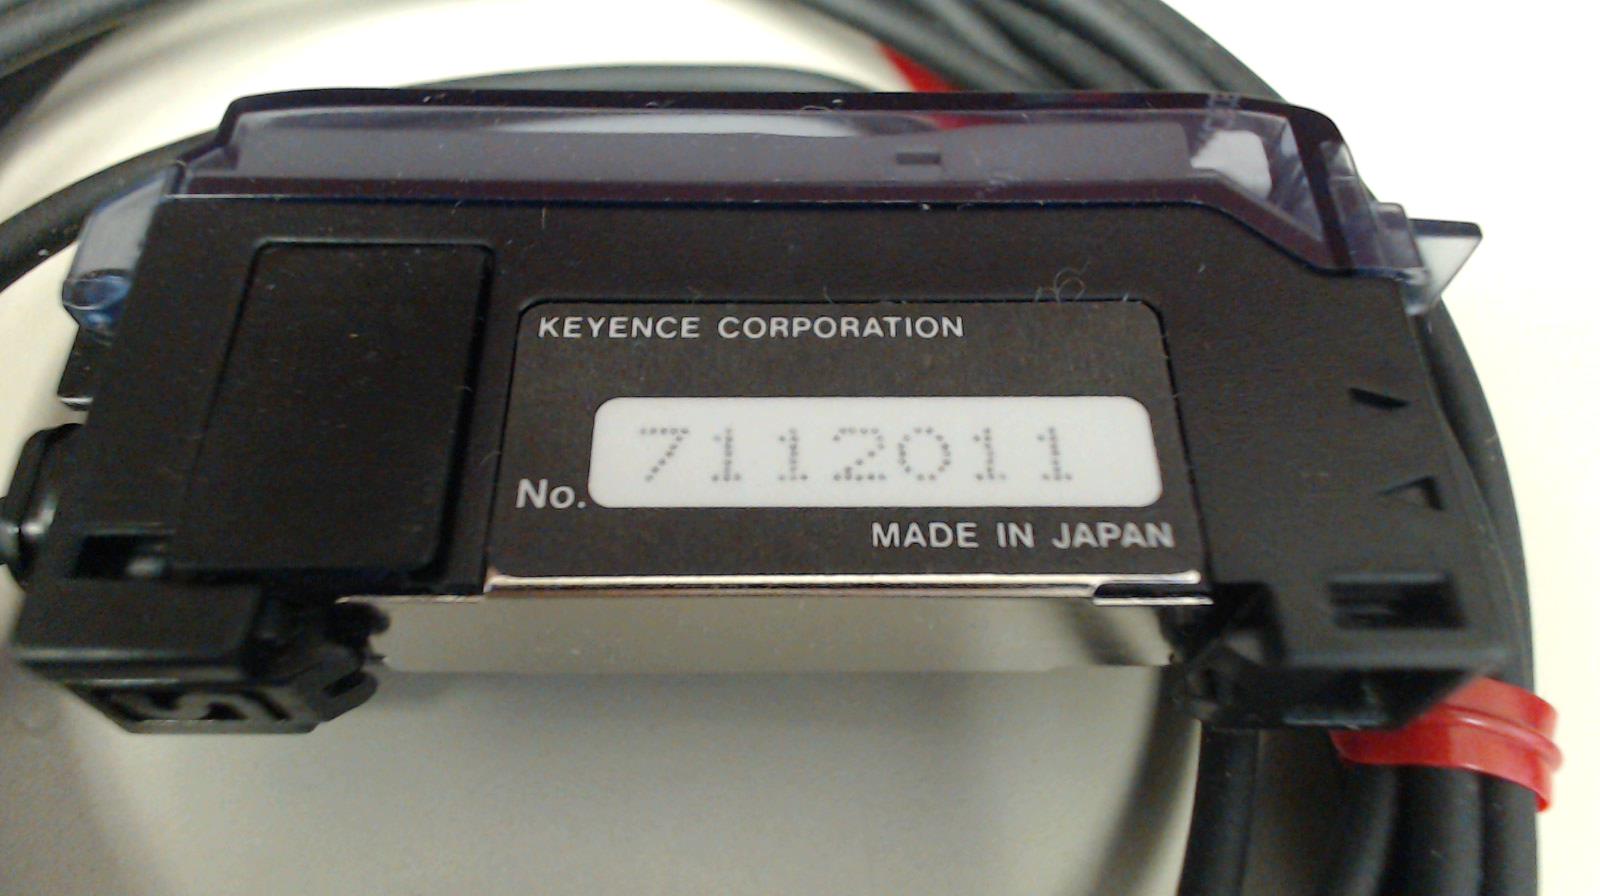 KEYENCE CORPORATION
No. 7112011
MADE IN JAPAN